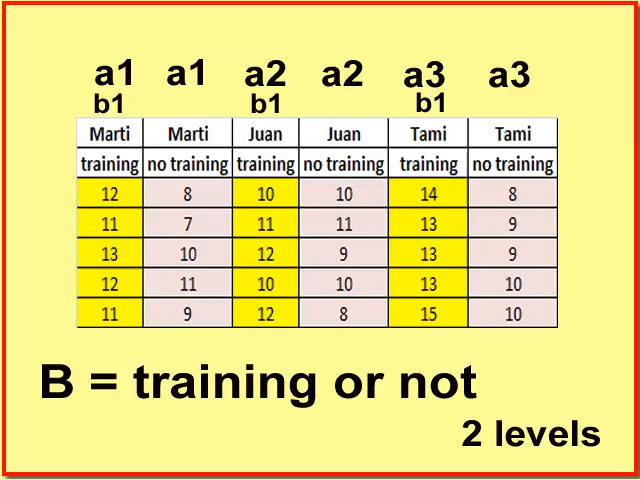 a1 a1 a2 a2 a3 a3
b1 b1 b1
Marti Marti Juan Juan Tami Tami
training no training training no training training no training
12 8 10 10 14 8
11 7 11 11 13 9
13 10 12 9 13 9
12 11 10 10 13 10
11 9 12 8 15 10
B = training or not
2 levels